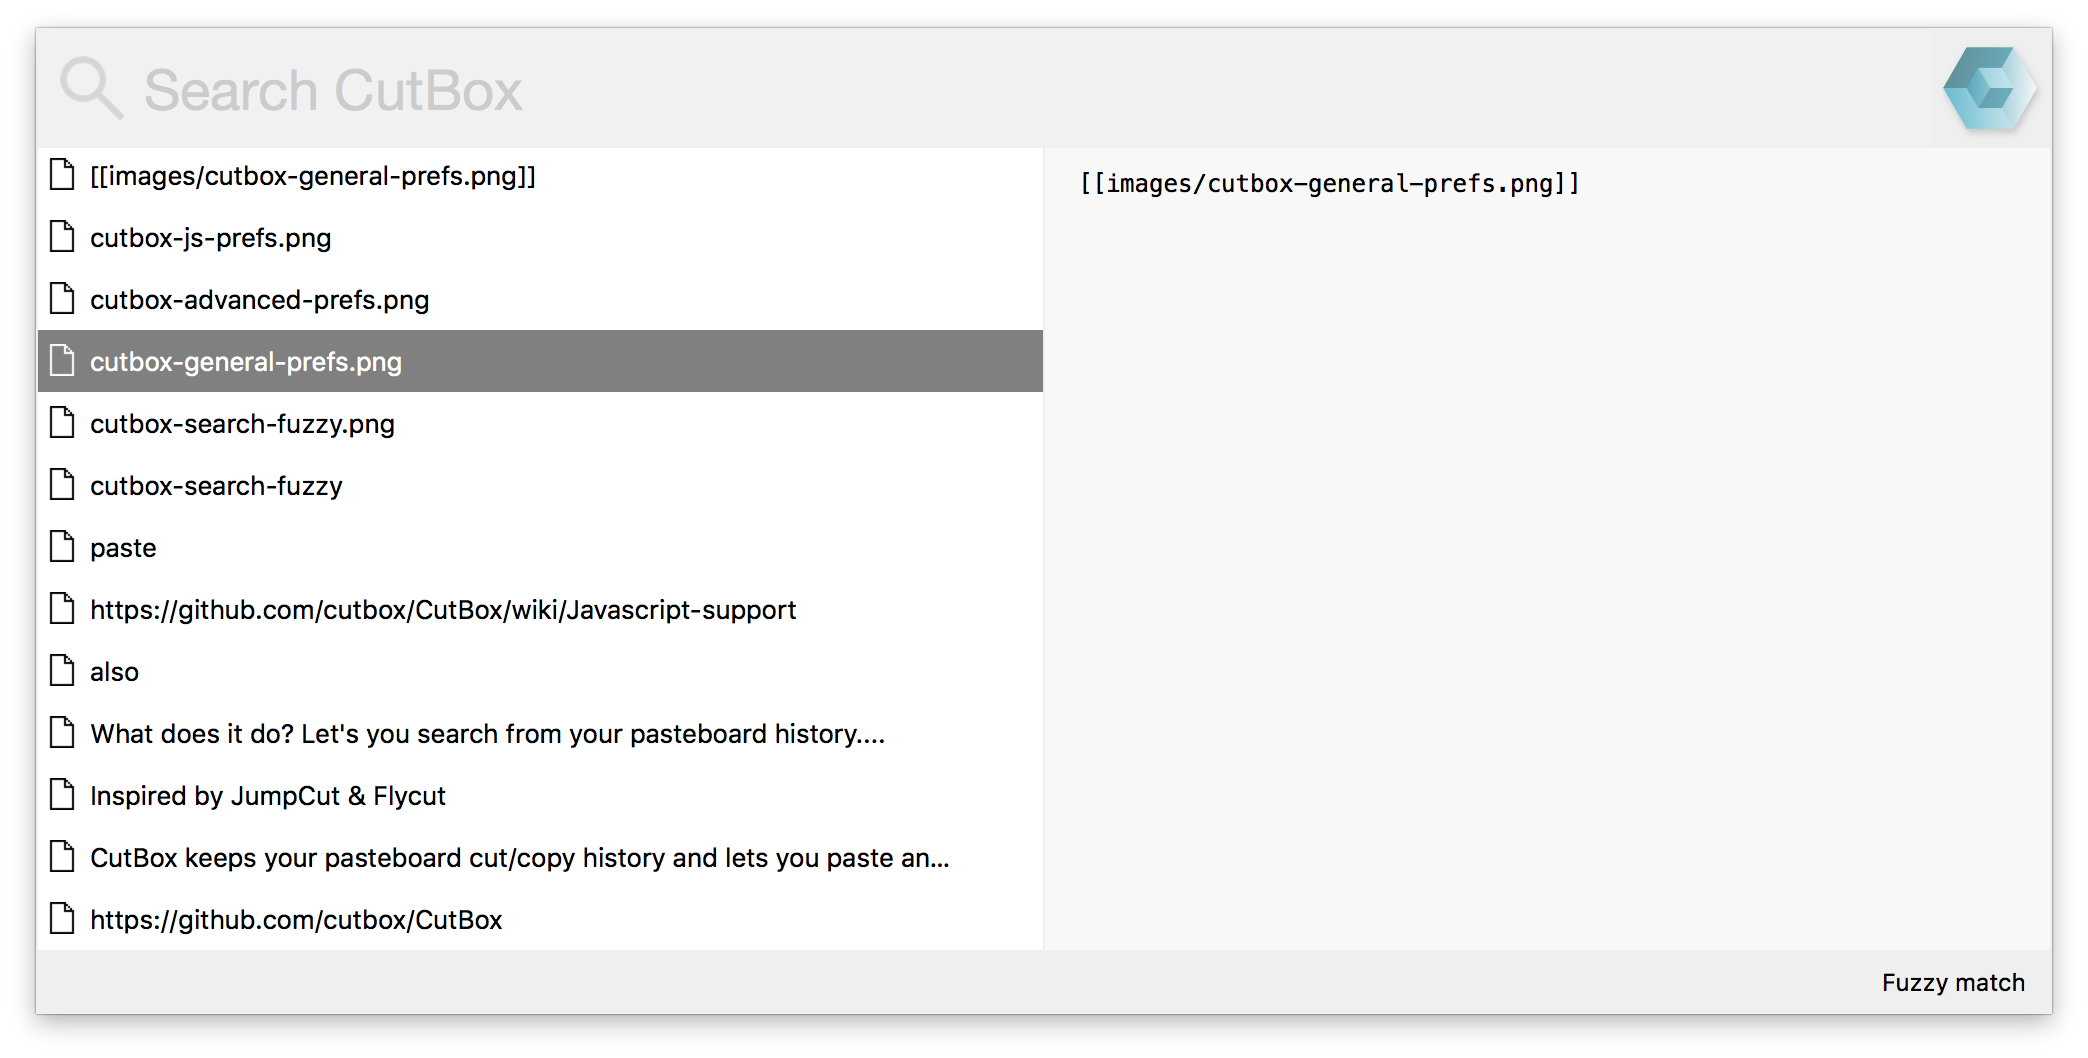 Search CutBox
[[images/cutbox-general-prefs.png]]
cutbox-js-prefs.png
cutbox-advanced-prefs.png
cutbox-general-prefs.png
cutbox-search-fuzzy.png
cutbox-search-fuzzy
paste
https://github.com/cutbox/CutBox/wiki/Javascript-support
also
What does it do? Let's you search from your pasteboard history....
Inspired by JumpCut & Flycut
CutBox keeps your pasteboard cut/copy history and lets you paste an...
https://github.com/cutbox/CutBox
[[images/cutbox-general-prefs.png]]
Fuzzy match